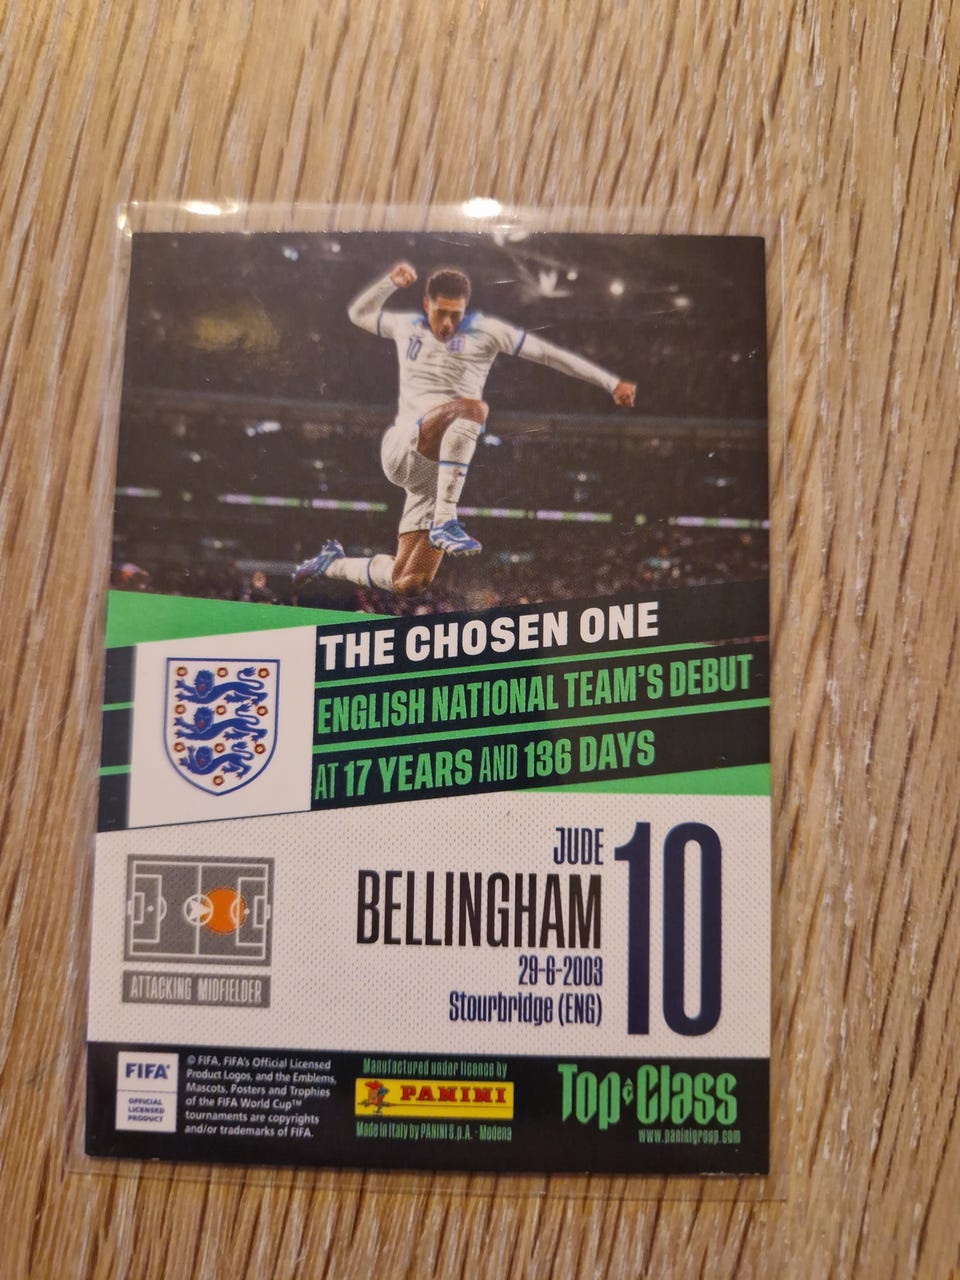 10
THE CHOSEN ONE
ENGLISH NATIONAL TEAM'S DEBUT
AT 17 YEARS AND 136 DAYS
JUDE
BELLINGHAM
10
29-6-2003
Stourbridge (ENG)
ATTACKING MIDFIELDER
FIFA®
OFFICIAL
LICENSED
PRODUCT
© FIFA, FIFA's Official Licensed
Product Logos, and the Emblems,
Mascots, Posters and Trophies
of the FIFA World Cup™
tournaments are copyrights
and/or trademarks of FIFA.
Manufactured under licence by
PANINI
Made in Italy by PANINI S.p.A. - Modena
Top Class
www.paninigroup.com